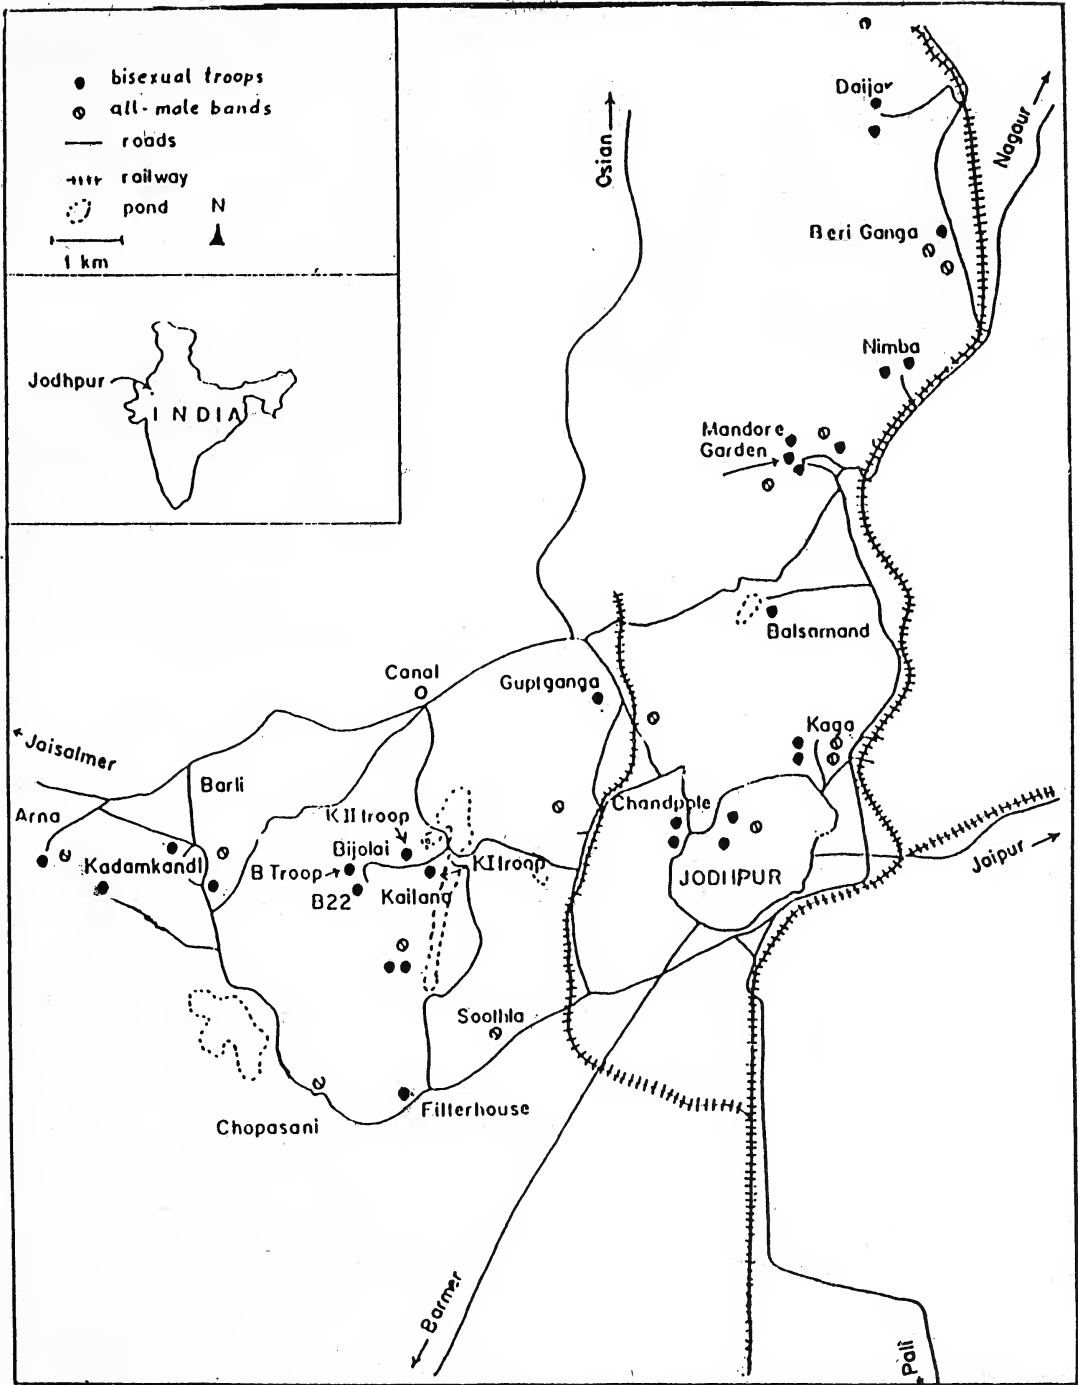 bisexual troops
all-male bands
roads
railway
pond
N
1 km
Jodhpur
INDIA
Daijar
Osian
Nagaur
Beri Ganga
Nimba
Mandore
Garden
Balsamand
Canal
Guptganga
Jaisalmer
Kaga
Barli
Arna
K II troop
Chandpole
Bijolai
Kadamkandi
B Troop
KI troop
Jaipur
B22
Kailana
JODHPUR
Soothla
Filterhouse
Chopasani
Barmer
Pali